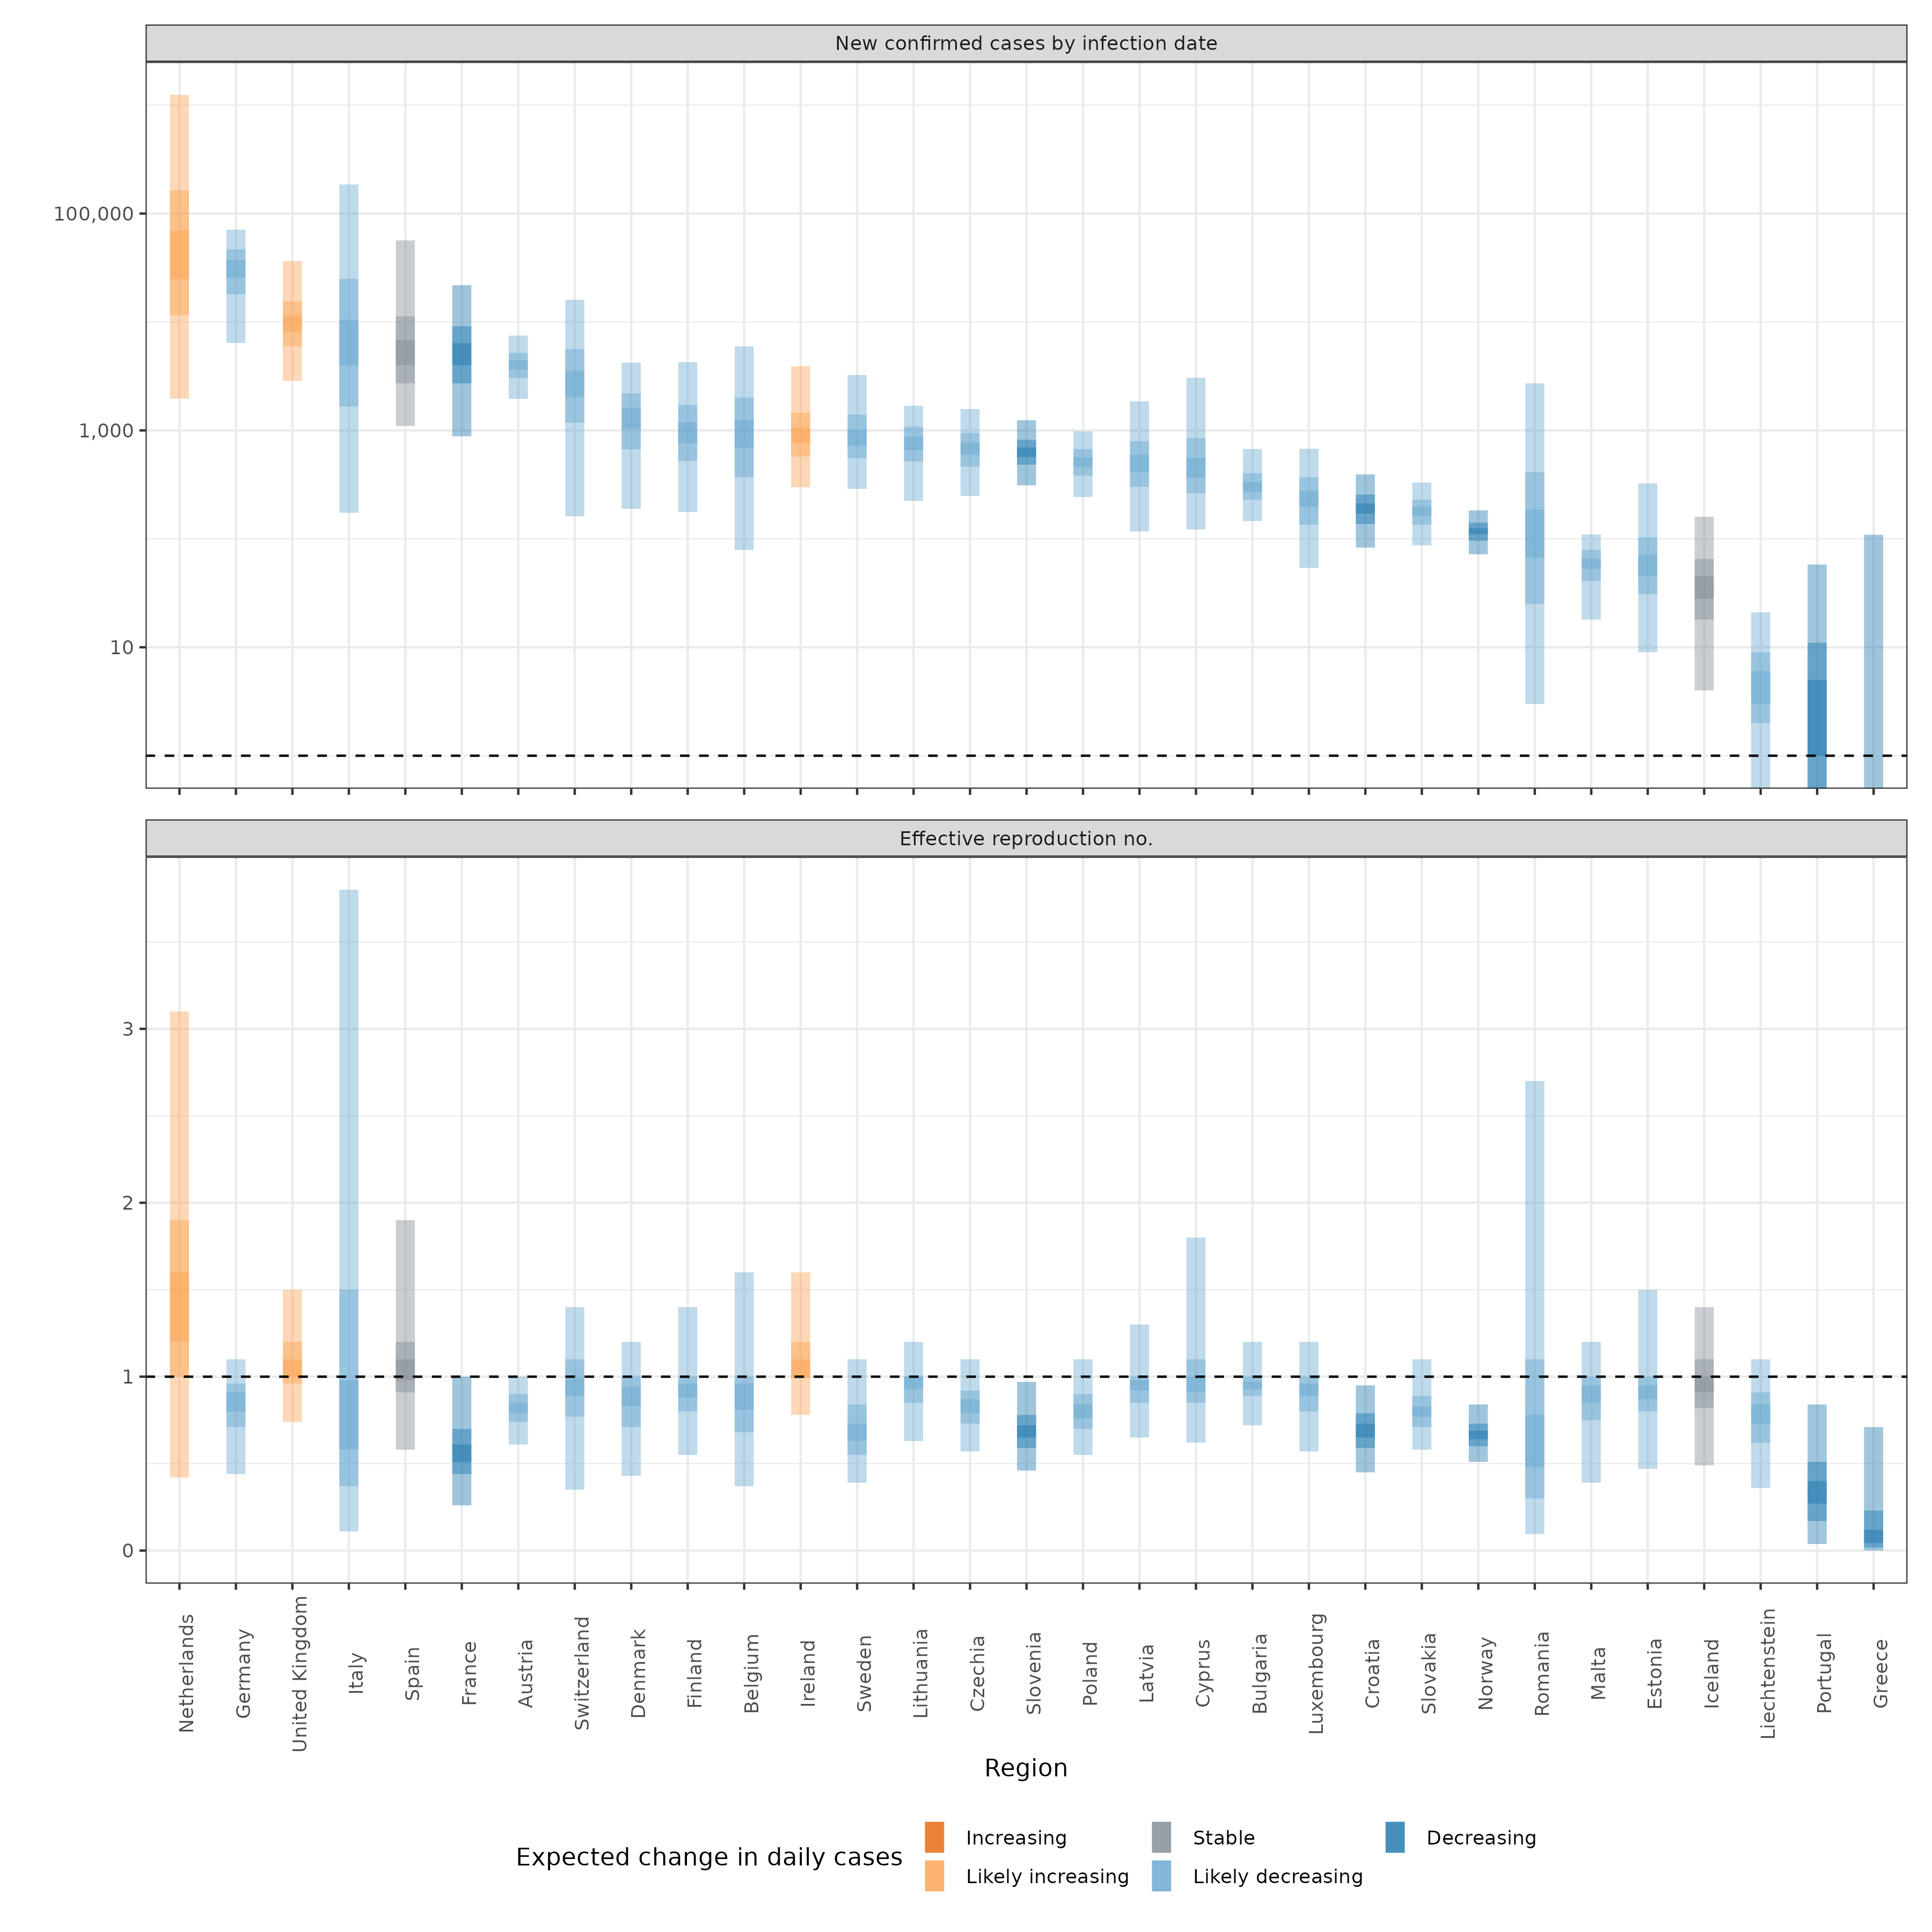 New confirmed cases by infection date
100,000
1,000
10
Effective reproduction no.
3
2
1
0
Netherlands
Germany
United Kingdom
Italy
Spain
France
Austria
Switzerland
Denmark
Finland
Belgium
Ireland
Sweden
Lithuania
Czechia
Slovenia
Poland
Latvia
Cyprus
Bulgaria
Luxembourg
Croatia
Slovakia
Norway
Romania
Malta
Estonia
Iceland
Liechtenstein
Portugal
Greece
Region
Expected change in daily cases
Increasing
Stable
Decreasing
Likely increasing
Likely decreasing